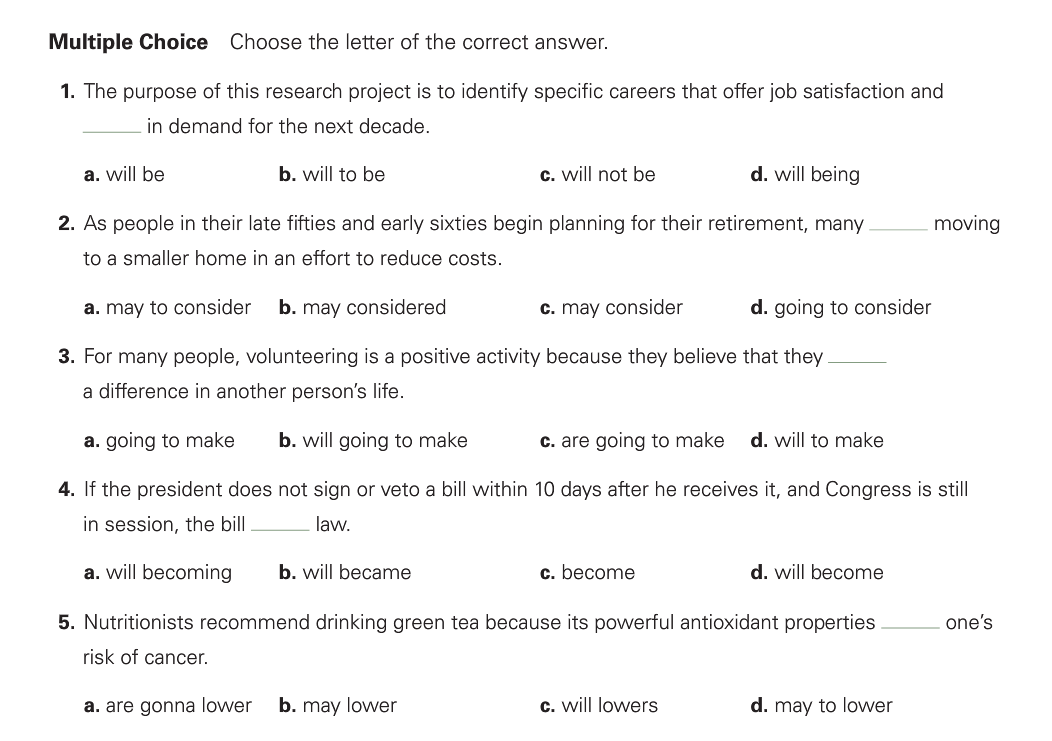 Multiple Choice Choose the letter of the correct answer.
1. The purpose of this research project is to identify specific careers that offer job satisfaction and
______ in demand for the next decade.
a. will be b. will to be c. will not be d. will being
2. As people in their late fifties and early sixties begin planning for their retirement, many ______ moving
to a smaller home in an effort to reduce costs.
a. may to consider b. may considered c. may consider d. going to consider
3. For many people, volunteering is a positive activity because they believe that they ______
a difference in another person's life.
a. going to make b. will going to make c. are going to make d. will to make
4. If the president does not sign or veto a bill within 10 days after he receives it, and Congress is still
in session, the bill ______ law.
a. will becoming b. will became c. become d. will become
5. Nutritionists recommend drinking green tea because its powerful antioxidant properties ______ one's
risk of cancer.
a. are gonna lower b. may lower c. will lowers d. may to lower